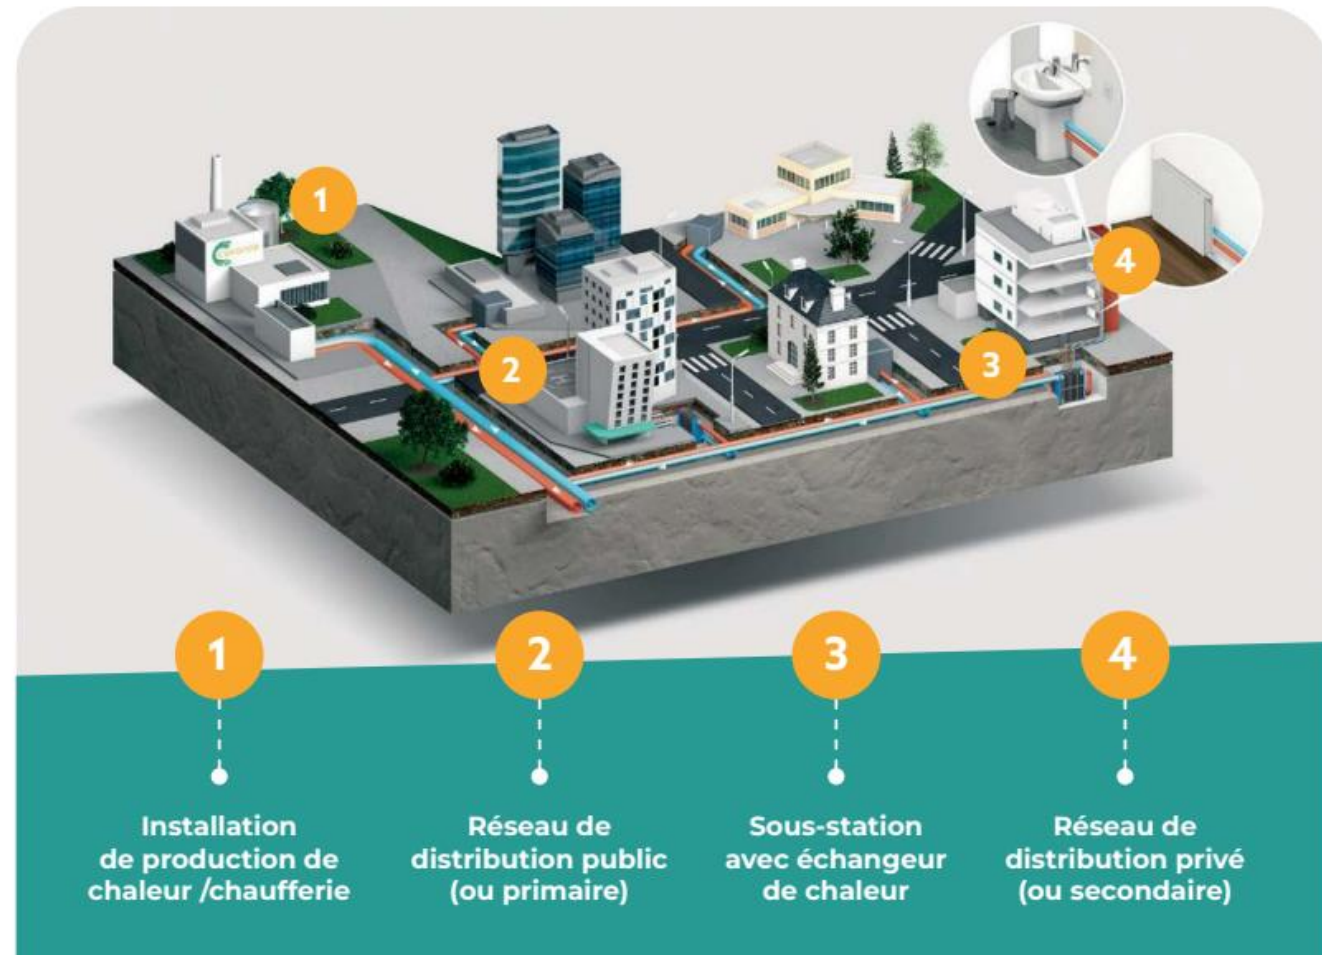 1
2
3
4
1
2
3
4
Installation
de production de
chaleur /chaufferie
Réseau de
distribution public
(ou primaire)
Sous-station
avec échangeur
de chaleur
Réseau de
distribution privé
(ou secondaire)